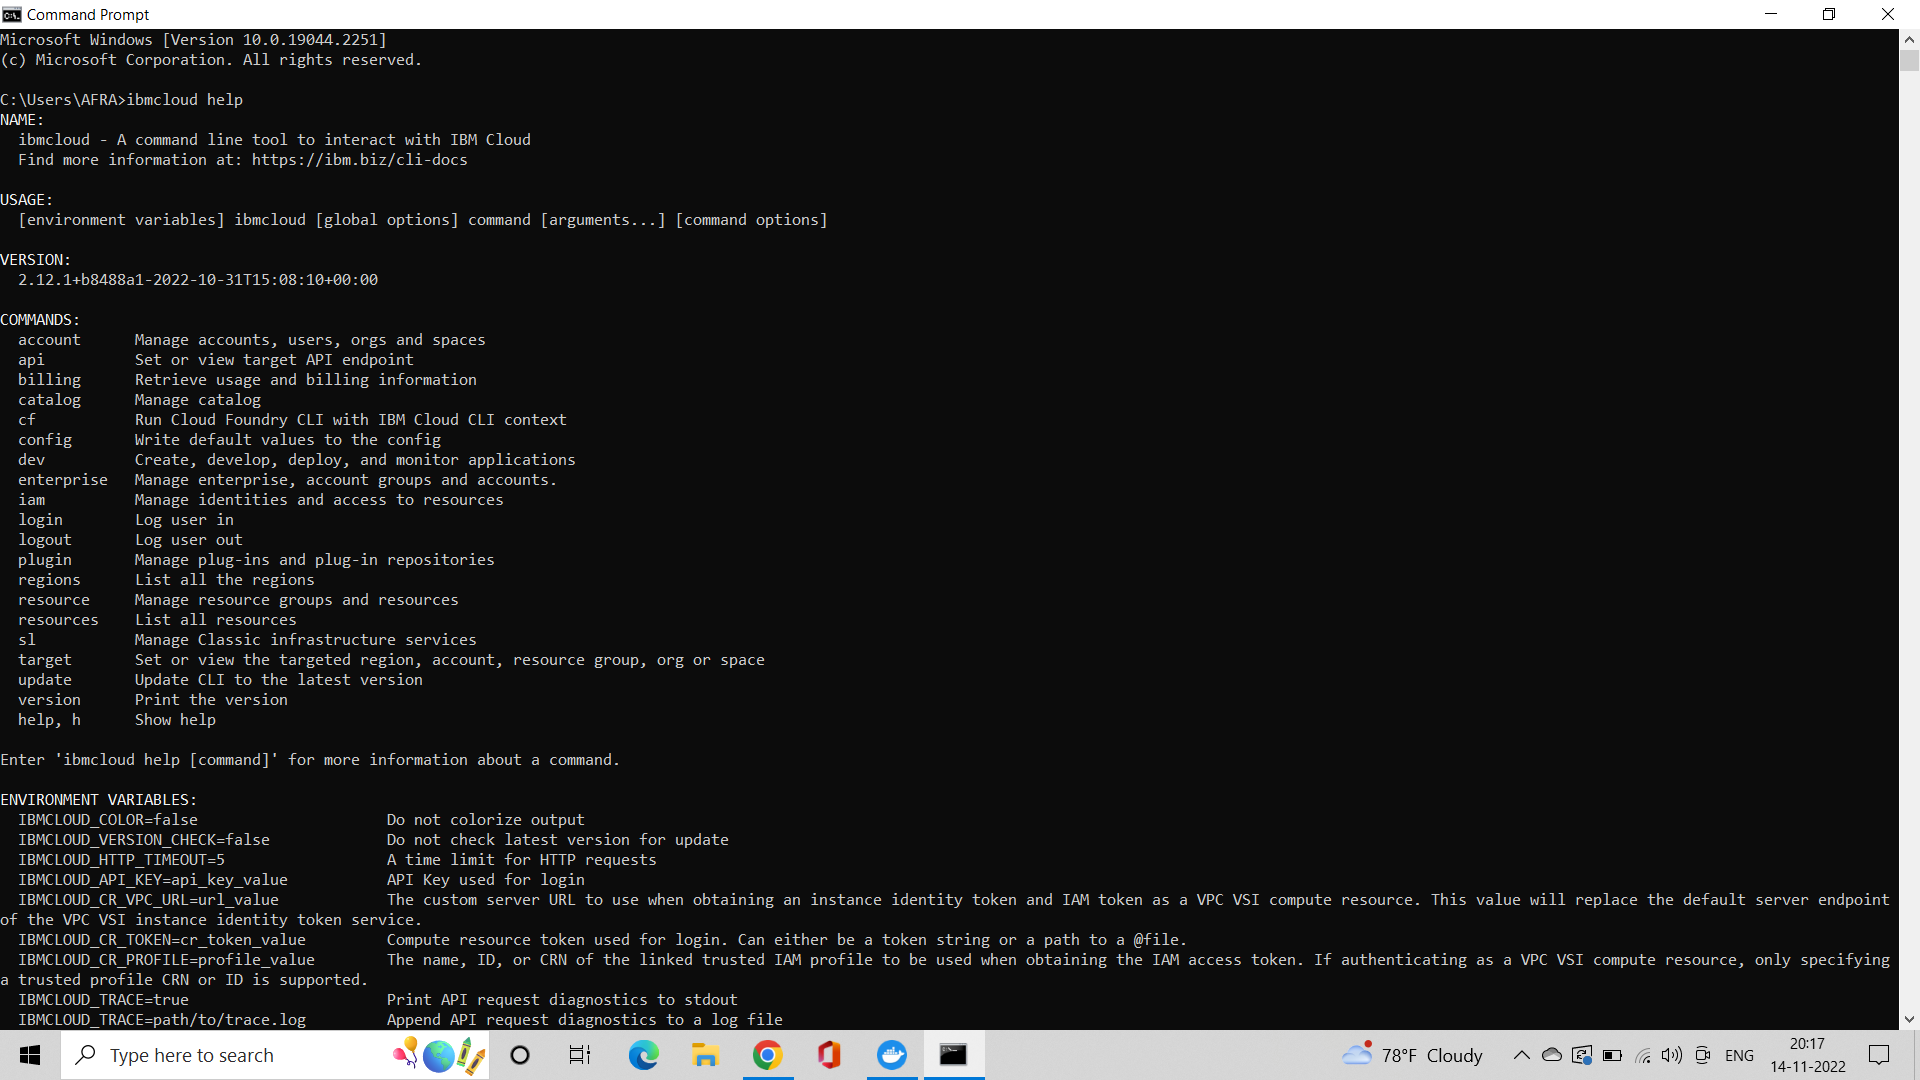 Command Prompt
Microsoft Windows [Version 10.0.19044.2251]
(c) Microsoft Corporation. All rights reserved.
C:\Users\AFRA>ibmcloud help
NAME:
  ibmcloud - A command line tool to interact with IBM Cloud
  Find more information at: https://ibm.biz/cli-docs
USAGE:
  [environment variables] ibmcloud [global options] command [arguments...] [command options]
VERSION:
  2.12.1+b8488a1-2022-10-31T15:08:10+00:00
COMMANDS:
  account      Manage accounts, users, orgs and spaces
  api          Set or view target API endpoint
  billing      Retrieve usage and billing information
  catalog      Manage catalog
  cf           Run Cloud Foundry CLI with IBM Cloud CLI context
  config       Write default values to the config
  dev          Create, develop, deploy, and monitor applications
  enterprise   Manage enterprise, account groups and accounts.
  iam          Manage identities and access to resources
  login        Log user in
  logout       Log user out
  plugin       Manage plug-ins and plug-in repositories
  regions      List all the regions
  resource     Manage resource groups and resources
  resources    List all resources
  sl           Manage Classic infrastructure services
  target       Set or view the targeted region, account, resource group, org or space
  update       Update CLI to the latest version
  version      Print the version
  help, h      Show help
Enter 'ibmcloud help [command]' for more information about a command.
ENVIRONMENT VARIABLES:
  IBMCLOUD_COLOR=false                     Do not colorize output
  IBMCLOUD_VERSION_CHECK=false             Do not check latest version for update
  IBMCLOUD_HTTP_TIMEOUT=5                  A time limit for HTTP requests
  IBMCLOUD_API_KEY=api_key_value           API Key used for login
  IBMCLOUD_CR_VPC_URL=url_value            The custom server URL to use when obtaining an instance identity token and IAM token as a VPC VSI compute resource. This value will replace the default server endpoint
of the VPC VSI instance identity token service.
  IBMCLOUD_CR_TOKEN=cr_token_value         Compute resource token used for login. Can either be a token string or a path to a @file.
  IBMCLOUD_CR_PROFILE=profile_value        The name, ID, or CRN of the linked trusted IAM profile to be used when obtaining the IAM access token. If authenticating as a VPC VSI compute resource, only specifying
a trusted profile CRN or ID is supported.
  IBMCLOUD_TRACE=true                      Print API request diagnostics to stdout
  IBMCLOUD_TRACE=path/to/trace.log         Append API request diagnostics to a log file
Type here to search
78°F Cloudy
ENG
20:17
14-11-2022